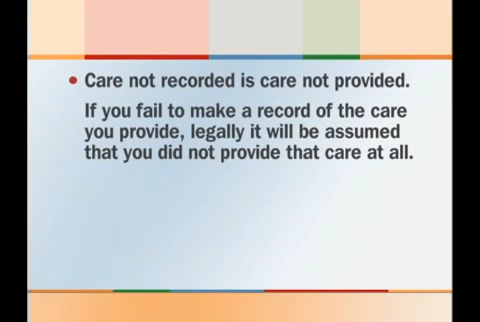 • Care not recorded is care not provided.
If you fail to make a record of the care
you provide, legally it will be assumed
that you did not provide that care at all.